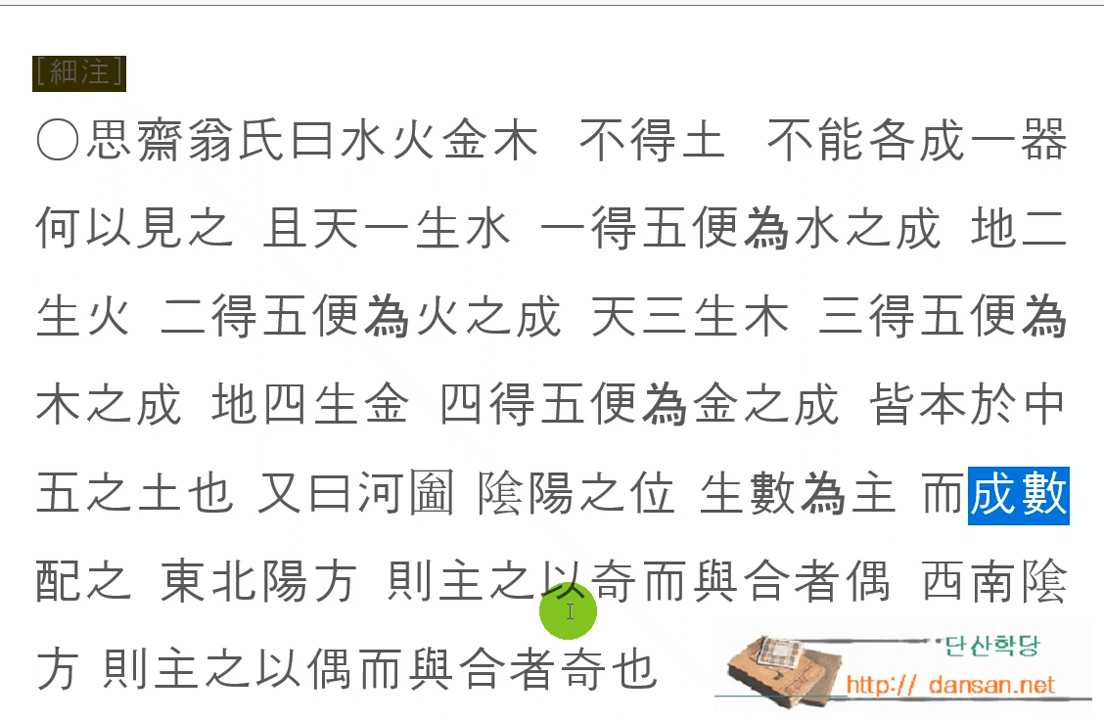 [細注]
〇思齋翁氏曰水火金木 不得土 不能各成一器
何以見之 且天一生水 一得五便為水之成 地二
生火 二得五便為火之成 天三生木 三得五便為
木之成 地四生金 四得五便為金之成 皆本於中
五之土也 又曰河圗 陰陽之位 生數為主 而成數
配之 東北陽方 則主之以奇而與合者偶 西南陰
方 則主之以偶而與合者奇也
단산학당
http:// dansan.net